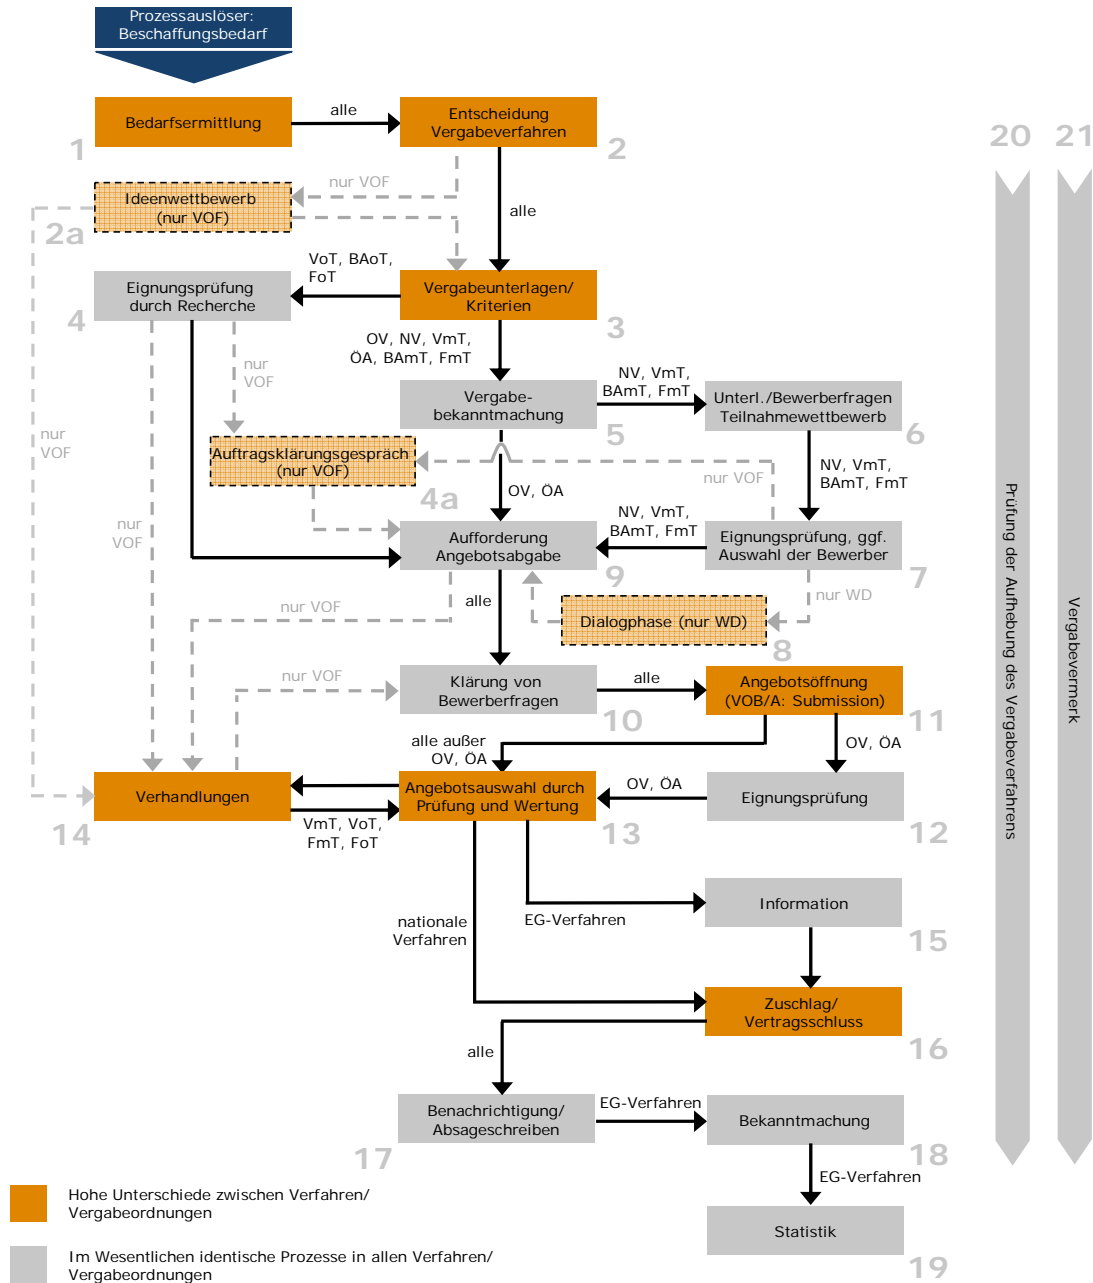 Prozessauslöser:
Beschaffungsbedarf
Bedarfsermittlung
1
alle
Entscheidung
Vergabeverfahren
2
20
21
nur VOF
Ideenwettbewerb
(nur VOF)
2a
alle
VoT, BAoT,
FoT
Eignungsprüfung
durch Recherche
4
Vergabeunterlagen/
Kriterien
3
OV, NV, VmT,
ÖA, BAmT, FmT
nur
VOF
NV, VmT,
BAmT, FmT
Vergabe-
bekanntmachung
5
Unterl./Bewerberfragen
Teilnahmewettbewerb
6
nur
VOF
Auftragsklärungsgespräch
(nur VOF)
4a
nur VOF
NV, VmT,
BAmT, FmT
OV, ÖA
nur
VOF
NV, VmT,
BAmT, FmT
Aufforderung
Angebotsabgabe
9
Eignungsprüfung, ggf.
Auswahl der Bewerber
7
nur VOF
alle
nur WD
Dialogphase (nur WD)
8
nur VOF
Klärung von
Bewerberfragen
10
alle
Angebotsöffnung
(VOB/A: Submission)
11
alle außer
OV, ÖA
OV, ÖA
Verhandlungen
14
VmT, VoT,
FmT, FoT
Angebotsauswahl durch
Prüfung und Wertung
13
OV, ÖA
Eignungsprüfung
12
Prüfung der Aufhebung des Vergabeverfahrens
Vergabevermerk
nationale
Verfahren
EG-Verfahren
Information
15
Zuschlag/
Vertragsschluss
16
alle
Benachrichtigung/
Absageschreiben
17
EG-Verfahren
Bekanntmachung
18
EG-Verfahren
Statistik
19
Hohe Unterschiede zwischen Verfahren/
Vergabeordnungen
Im Wesentlichen identische Prozesse in allen Verfahren/
Vergabeordnungen